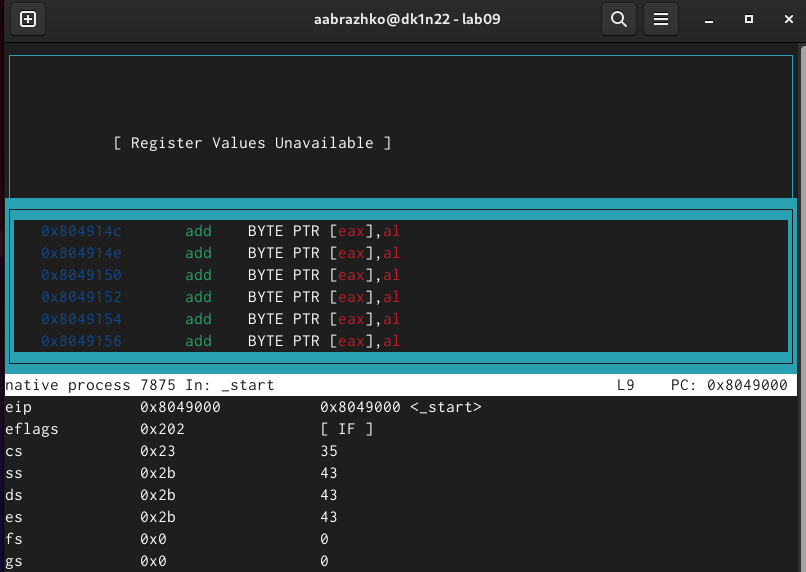 aabrazhko@dk1n22 - lab09
[ Register Values Unavailable ]
0x804914c add BYTE PTR [eax],al
0x804914e add BYTE PTR [eax],al
0x8049150 add BYTE PTR [eax],al
0x8049152 add BYTE PTR [eax],al
0x8049154 add BYTE PTR [eax],al
0x8049156 add BYTE PTR [eax],al
native process 7875 In: _start L9 PC: 0x8049000
eip 0x8049000 0x8049000 <_start>
eflags 0x202 [ IF ]
cs 0x23 35
ss 0x2b 43
ds 0x2b 43
es 0x2b 43
fs 0x0 0
gs 0x0 0